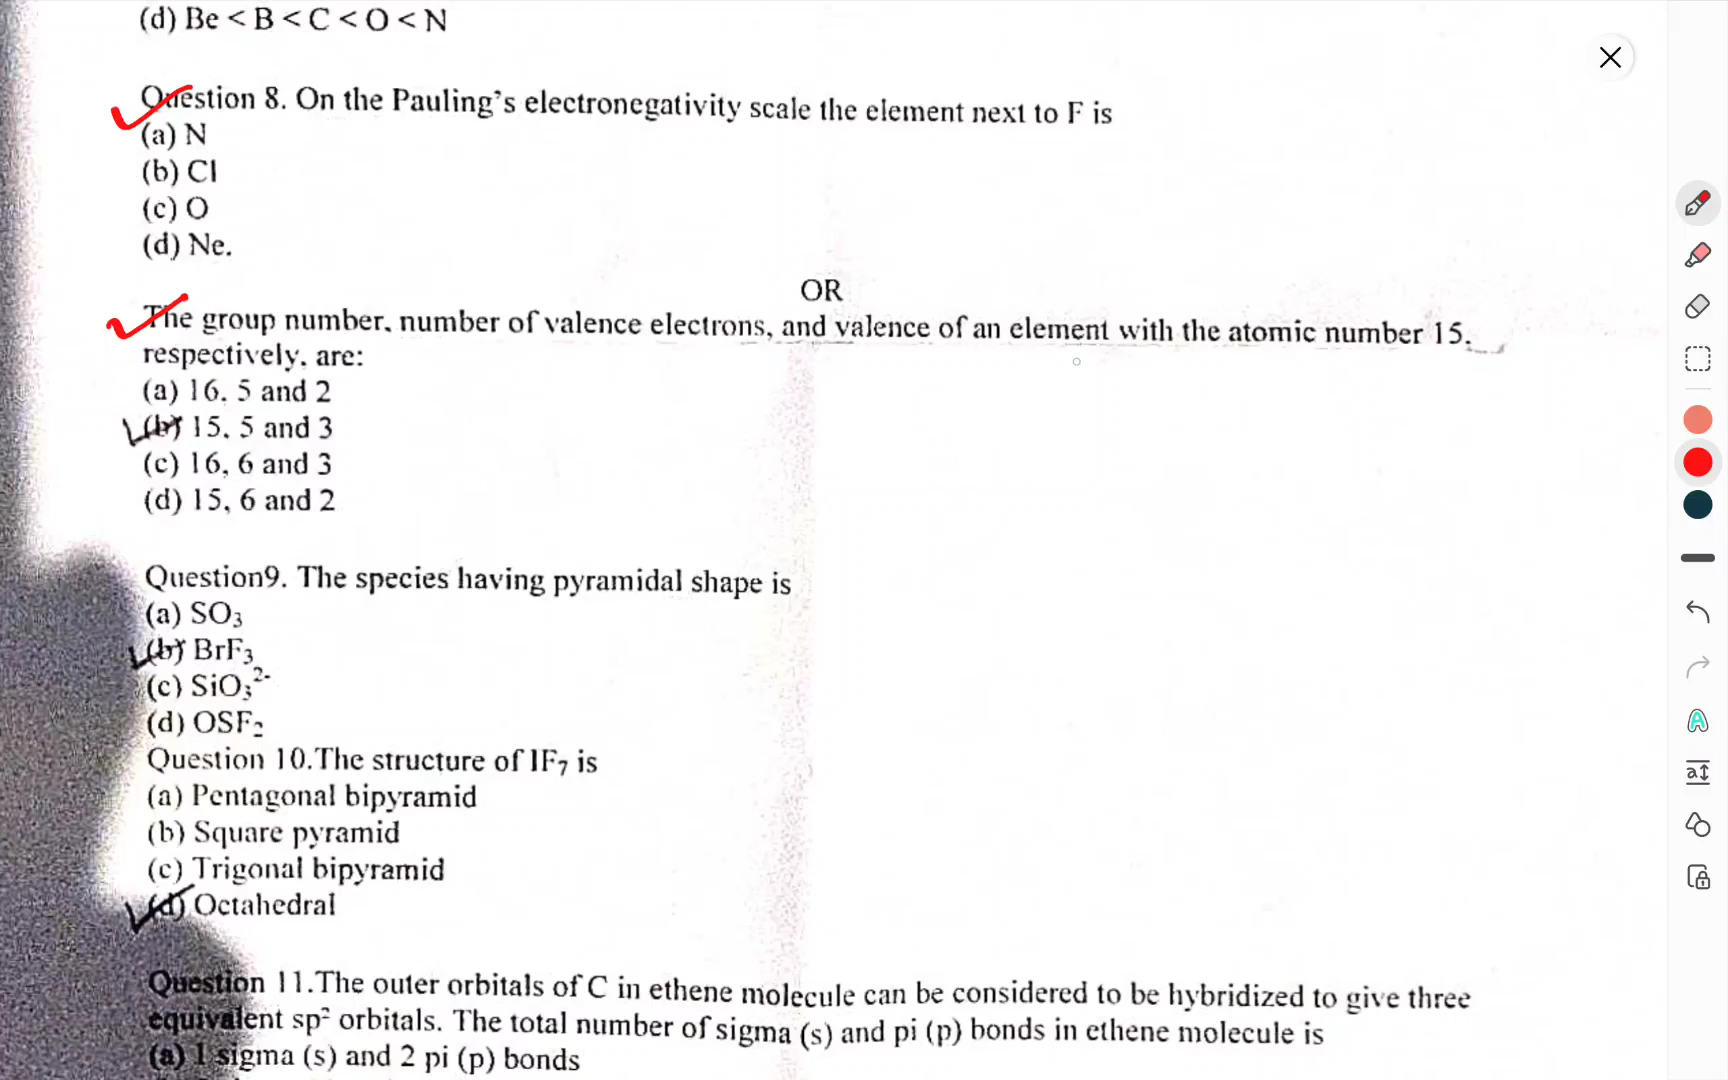 (d) Be < B < C < O < N
Question 8. On the Pauling's electronegativity scale the element next to F is
(a) N
(b) Cl
(c) O
(d) Ne.
OR
The group number, number of valence electrons, and valence of an element with the atomic number 15, respectively, are:
(a) 16, 5 and 2
(b) 15, 5 and 3
(c) 16, 6 and 3
(d) 15, 6 and 2
Question9. The species having pyramidal shape is
(a) SO₃
(b) BrF₃
(c) SiO₃²⁻
(d) OSF₂
Question 10.The structure of IF₇ is
(a) Pentagonal bipyramid
(b) Square pyramid
(c) Trigonal bipyramid
(d) Octahedral
Question 11.The outer orbitals of C in ethene molecule can be considered to be hybridized to give three
equivalent sp² orbitals. The total number of sigma (s) and pi (p) bonds in ethene molecule is
(a) 1 sigma (s) and 2 pi (p) bonds